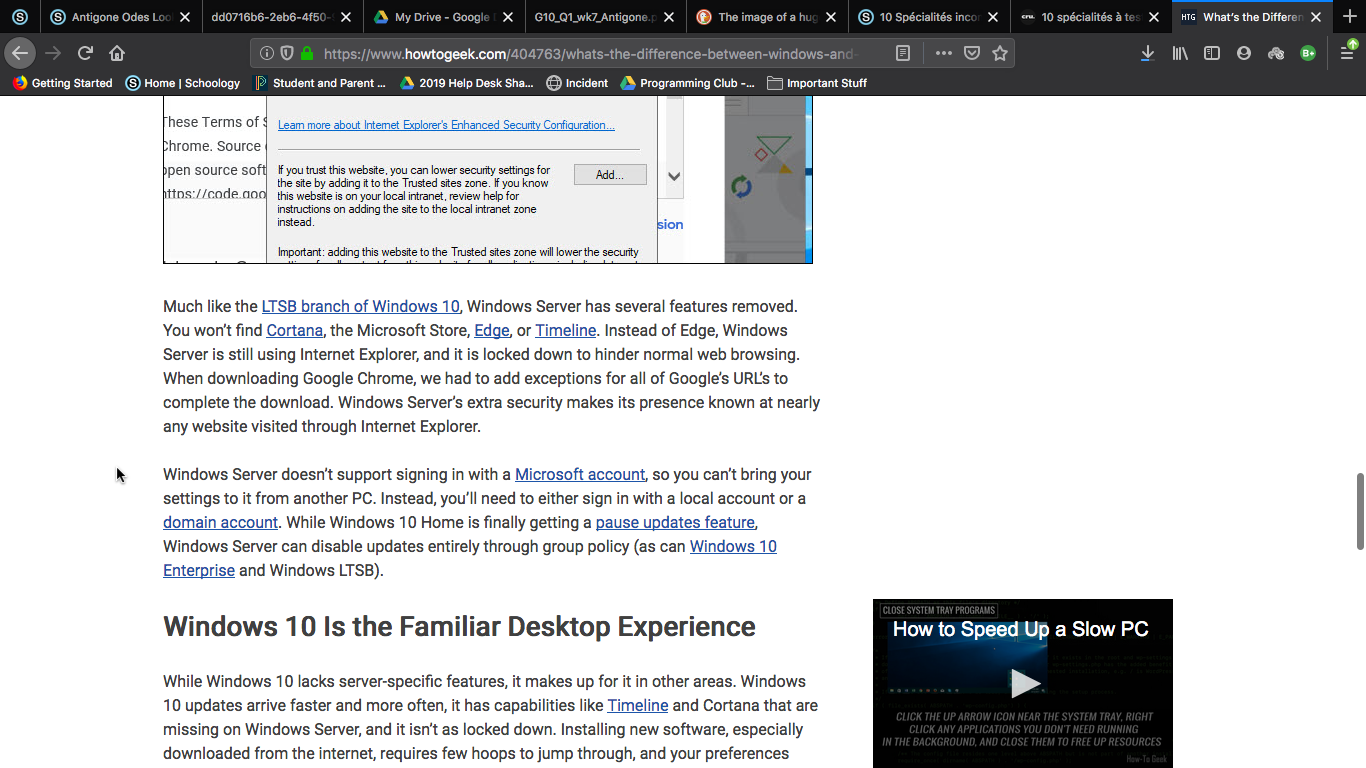 Antigone Odes Loo
dd0716b6-2eb6-4f50-
My Drive - Google
G10_Q1_wk7_Antigone.p
The image of a hug
10 Spécialités incor
10 spécialités à tes
HTG What's the Differen
https://www.howtogeek.com/404763/whats-the-difference-between-windows-and-
Getting Started
Home | Schoology
Student and Parent ...
2019 Help Desk Sha...
Incident
Programming Club -...
Important Stuff
These Terms of S
Chrome. Source
open source soft
https://code.goo
Learn more about Internet Explorer's Enhanced Security Configuration...
If you trust this website, you can lower security settings for
the site by adding it to the Trusted sites zone. If you know
this website is on your local intranet, review help for
instructions on adding the site to the local intranet zone
instead.
Add...
sion
Important: adding this website to the Trusted sites zone will lower the security
Much like the LTSB branch of Windows 10, Windows Server has several features removed.
You won't find Cortana, the Microsoft Store, Edge, or Timeline. Instead of Edge, Windows
Server is still using Internet Explorer, and it is locked down to hinder normal web browsing.
When downloading Google Chrome, we had to add exceptions for all of Google's URL's to
complete the download. Windows Server's extra security makes its presence known at nearly
any website visited through Internet Explorer.
Windows Server doesn't support signing in with a Microsoft account, so you can't bring your
settings to it from another PC. Instead, you'll need to either sign in with a local account or a
domain account. While Windows 10 Home is finally getting a pause updates feature,
Windows Server can disable updates entirely through group policy (as can Windows 10
Enterprise and Windows LTSB).
Windows 10 Is the Familiar Desktop Experience
While Windows 10 lacks server-specific features, it makes up for it in other areas. Windows
10 updates arrive faster and more often, it has capabilities like Timeline and Cortana that are
missing on Windows Server, and it isn't as locked down. Installing new software, especially
downloaded from the internet, requires few hoops to jump through, and your preferences
CLOSE SYSTEM TRAY PROGRAMS
How to Speed Up a Slow PC
CLICK THE UP ARROW ICON NEAR THE SYSTEM TRAY, RIGHT
CLICK ANY APPLICATIONS YOU DON'T NEED RUNNING
IN THE BACKGROUND, AND CLOSE THEM TO FREE UP RESOURCES
How-To Geek